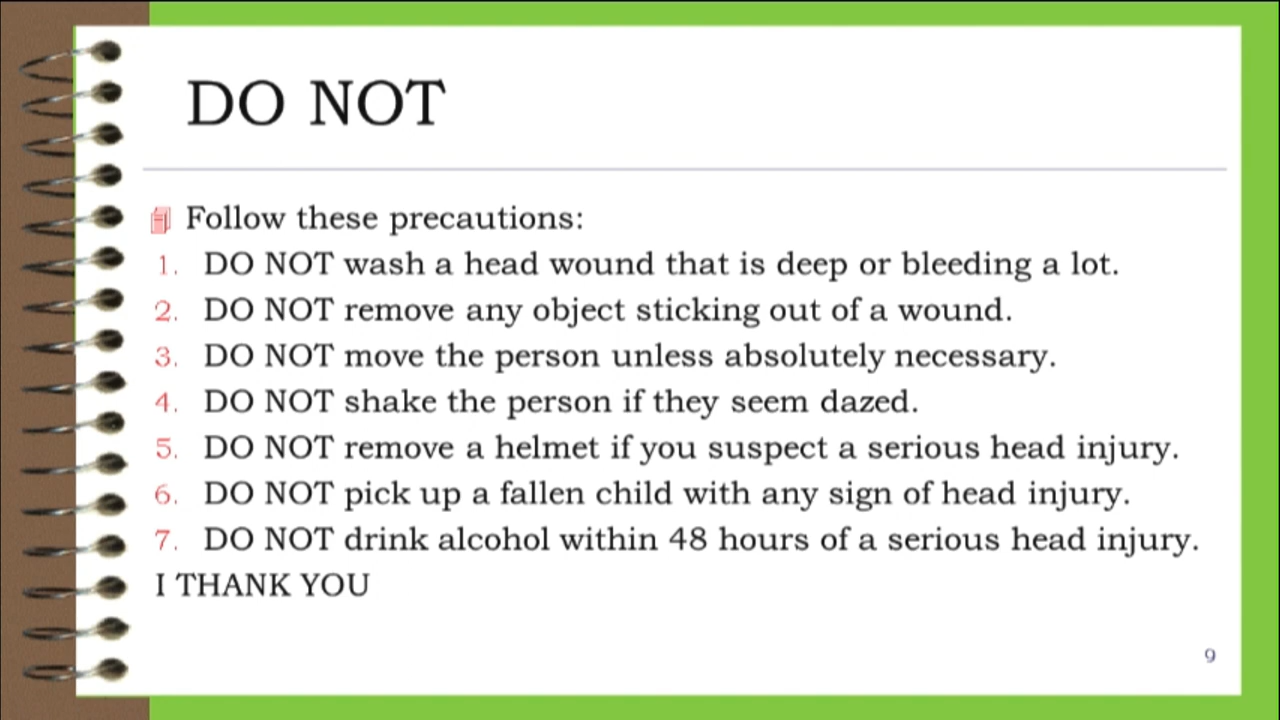 DO NOT
Follow these precautions:
1. DO NOT wash a head wound that is deep or bleeding a lot.
2. DO NOT remove any object sticking out of a wound.
3. DO NOT move the person unless absolutely necessary.
4. DO NOT shake the person if they seem dazed.
5. DO NOT remove a helmet if you suspect a serious head injury.
6. DO NOT pick up a fallen child with any sign of head injury.
7. DO NOT drink alcohol within 48 hours of a serious head injury.
I THANK YOU
9